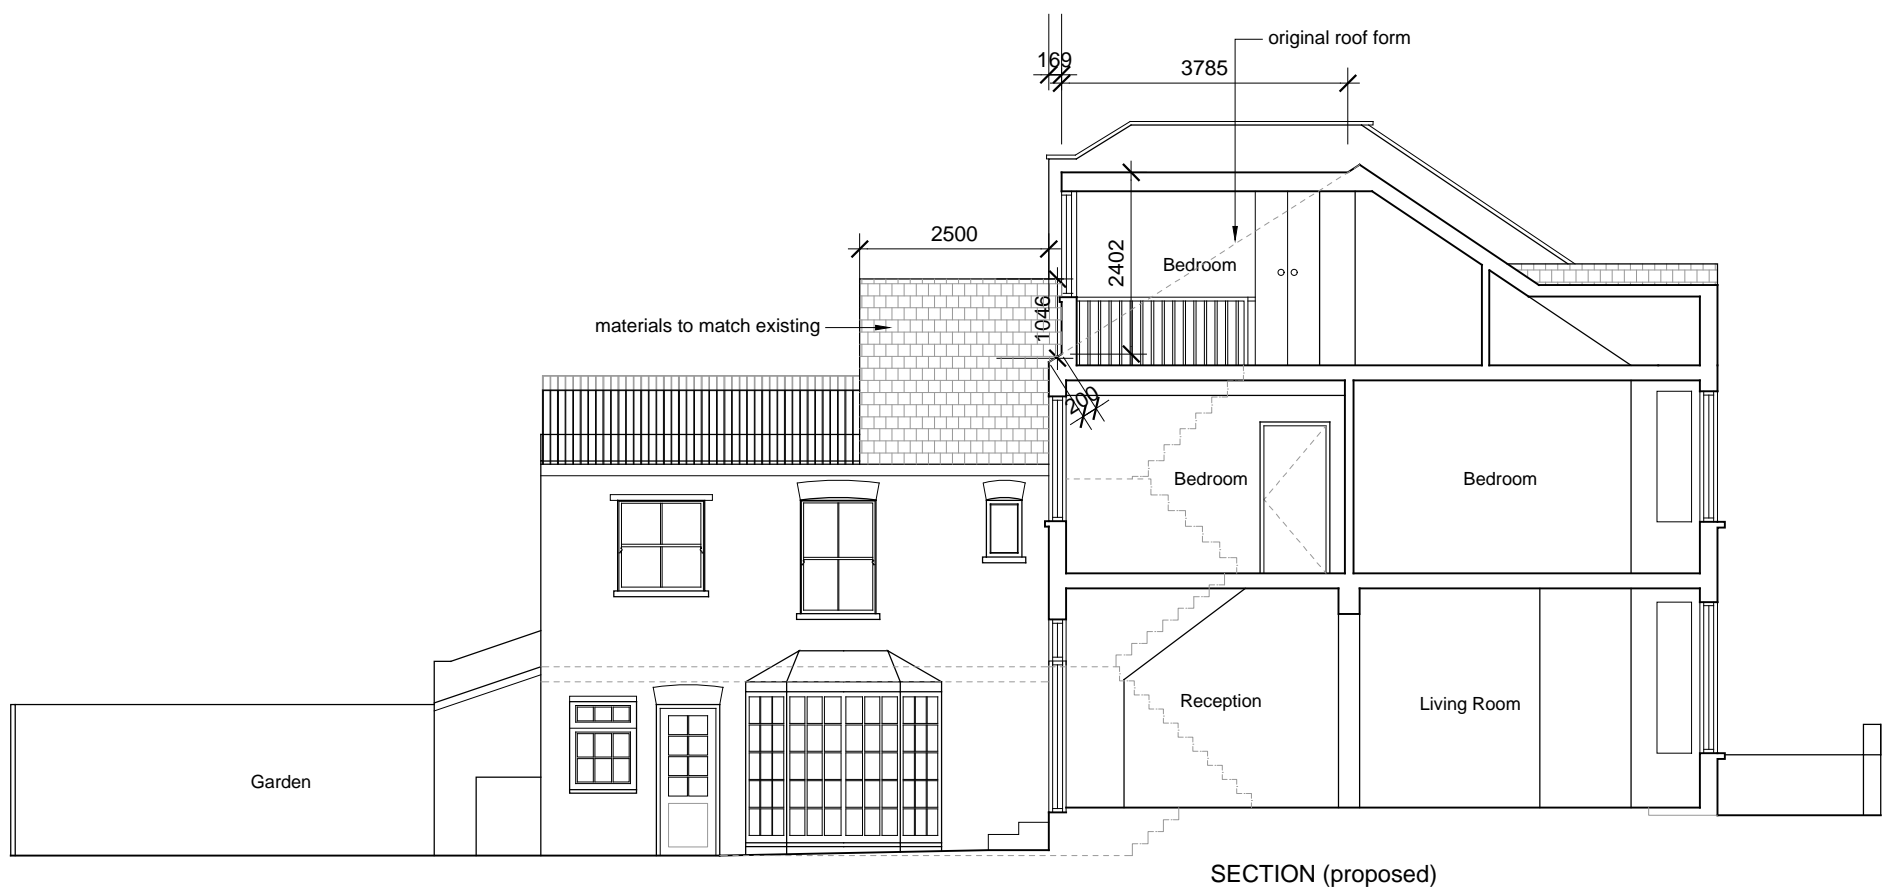 original roof form
169
3785
2500
2402
Bedroom
1046
materials to match existing
200
Bedroom
Bedroom
Reception
Living Room
Garden
SECTION (proposed)